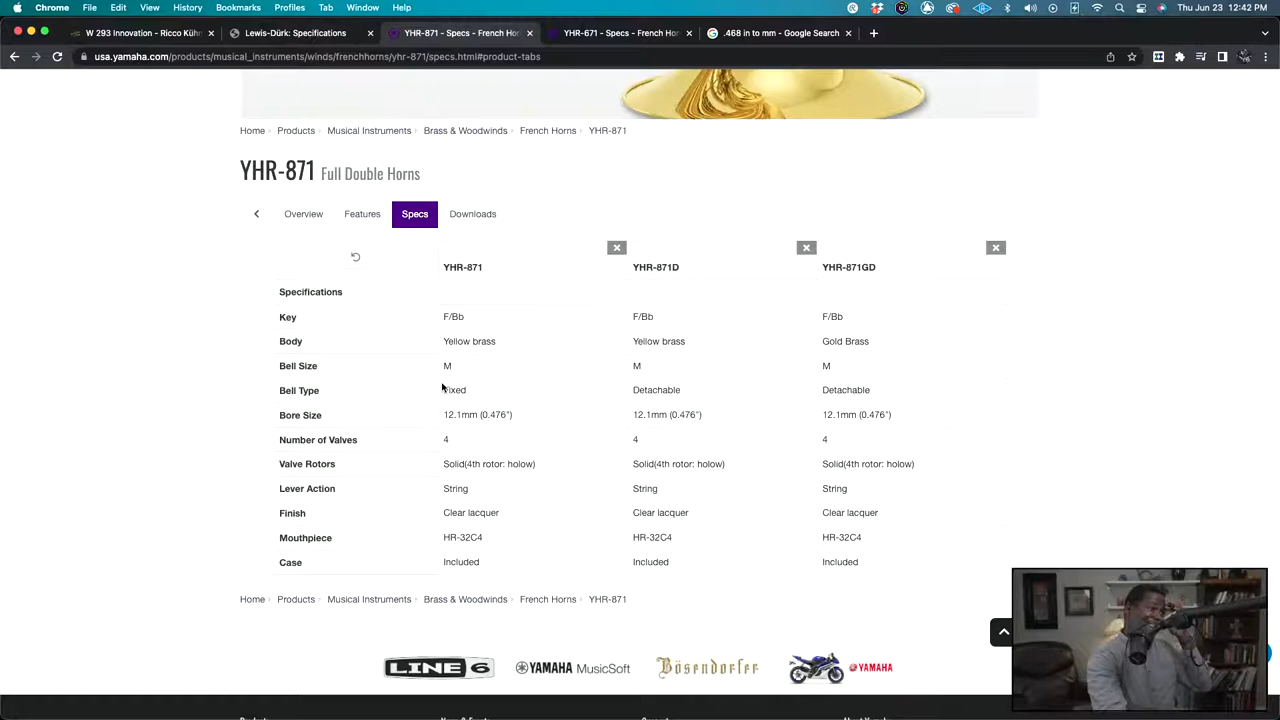 Chrome File Edit View History Bookmarks Profiles Tab Window Help Thu Jun 23 12:42 PM
W 293 Innovation - Ricco Kühn Lewis-Dürk: Specifications YHR-871 - Specs - French Hor YHR-671 - Specs - French Hor .468 in to mm - Google Search
usa.yamaha.com/products/musical_instruments/winds/frenchhorns/yhr-871/specs.html#product-tabs
Home Products Musical Instruments Brass & Woodwinds French Horns YHR-871
YHR-871 Full Double Horns
Overview Features Specs Downloads
YHR-871 YHR-871D YHR-871GD
Specifications
Key F/Bb F/Bb F/Bb
Body Yellow brass Yellow brass Gold Brass
Bell Size M M M
Bell Type Fixed Detachable Detachable
Bore Size 12.1mm (0.476") 12.1mm (0.476") 12.1mm (0.476")
Number of Valves 4 4 4
Valve Rotors Solid(4th rotor: holow) Solid(4th rotor: holow) Solid(4th rotor: holow)
Lever Action String String String
Finish Clear lacquer Clear lacquer Clear lacquer
Mouthpiece HR-32C4 HR-32C4 HR-32C4
Case Included Included Included
Home Products Musical Instruments Brass & Woodwinds French Horns YHR-871
LINE 6 YAMAHA MusicSoft Bösendorfer YAMAHA